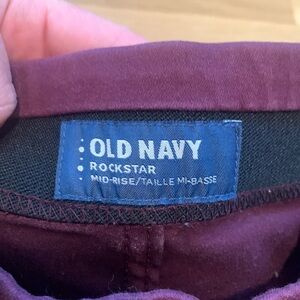 OLD NAVY
ROCKSTAR
MID-RISE/TAILLE MI-BASSE